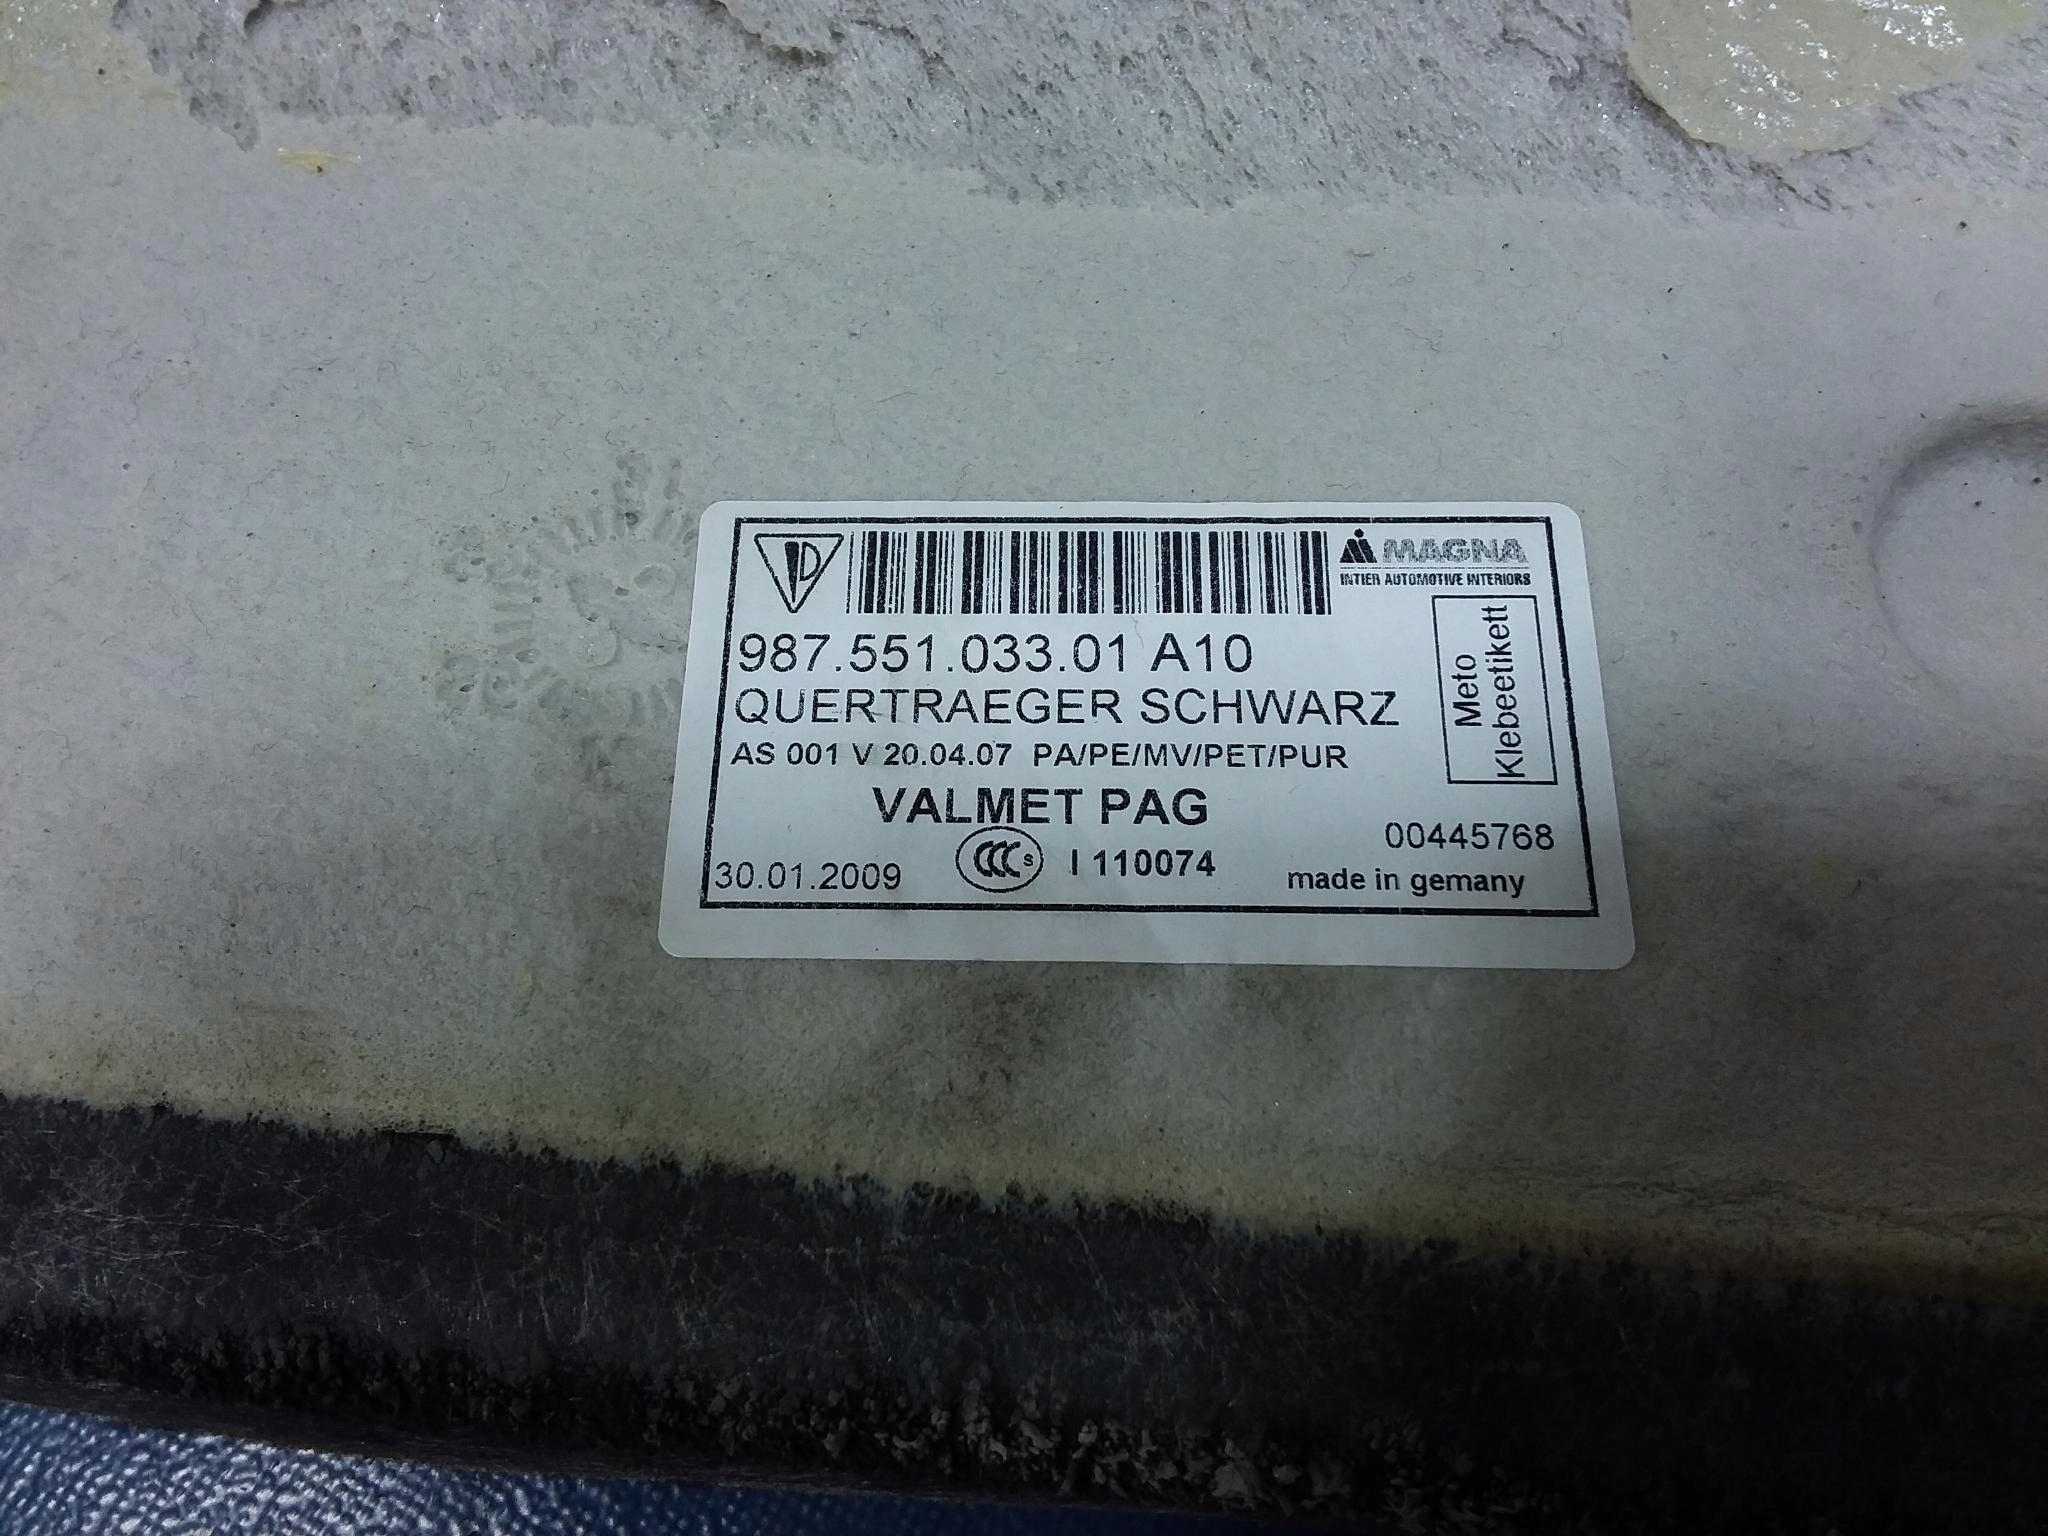 MAGNA
INTIER AUTOMOTIVE INTERIORS
987.551.033.01 A10
QUERTRAEGER SCHWARZ
AS 001 V 20.04.07 PA/PE/MV/PET/PUR
VALMET PAG
Meto
Klebeetikett
00445768
30.01.2009
CCC S
I 110074
made in gemany